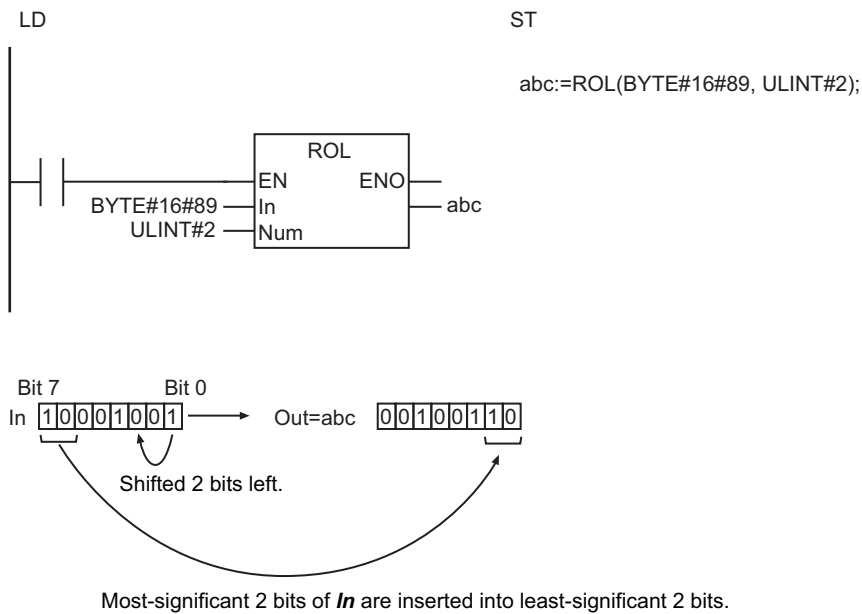 LD
ST
abc:=ROL(BYTE#16#89, ULINT#2);
ROL
EN ENO
BYTE#16#89 In abc
ULINT#2 Num
Bit 7 Bit 0
In 10001001 Out=abc 00100110
Shifted 2 bits left.
Most-significant 2 bits of In are inserted into least-significant 2 bits.